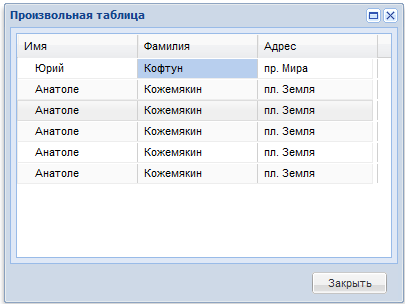 Произвольная таблица
Имя Фамилия Адрес
Юрий Кофтун пр. Мира
Анатоле Кожемякин пл. Земля
Анатоле Кожемякин пл. Земля
Анатоле Кожемякин пл. Земля
Анатоле Кожемякин пл. Земля
Анатоле Кожемякин пл. Земля
Закрыть